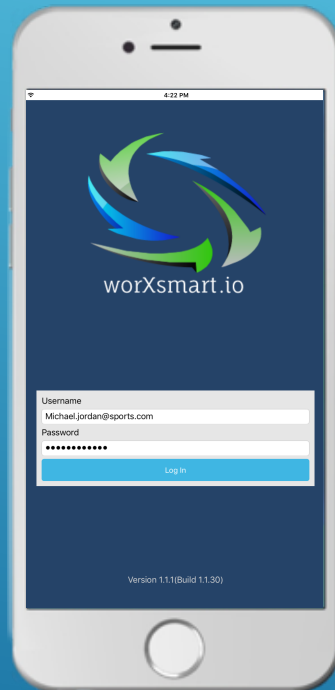 4:22 PM
worXsmart.io
Username
Michael.jordan@sports.com
Password
••••••••••••
Log In
Version 1.1.1(Build 1.1.30)